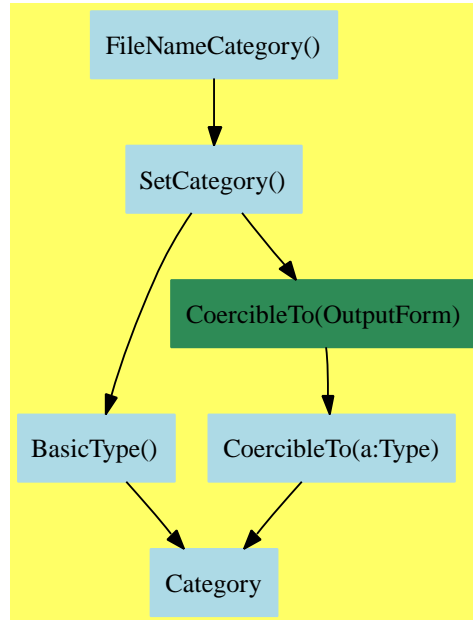 FileNameCategory()
SetCategory()
CoercibleTo(OutputForm)
BasicType()
CoercibleTo(a:Type)
Category